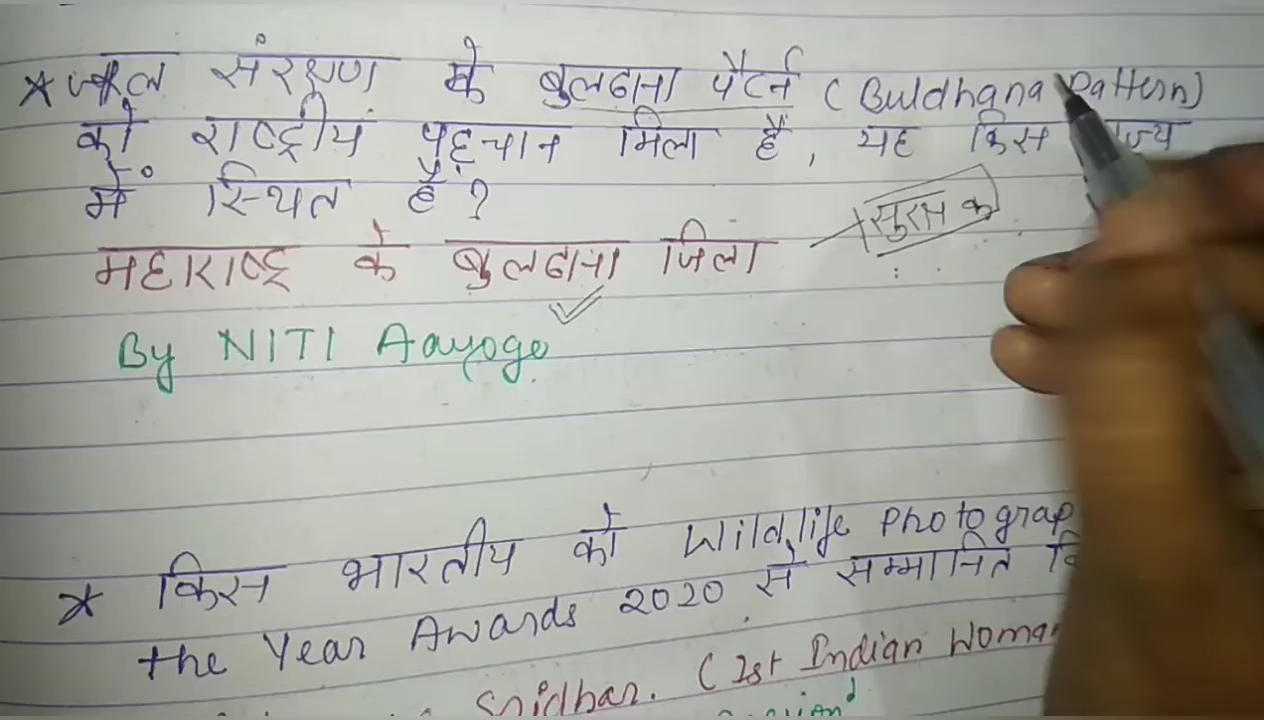 * जल संरक्षण के बुलढाना पैटर्न (Buldhana Pattern)
को राष्ट्रीय पहचान मिला है, यह किस ज्य
में स्थित है?
महाराष्ट्र के बुलढाना जिला
By NITI Aayoge
* किस भारतीय को Wildlife Photograp
the Year Awards 2020 से सम्मानित कि
Sridhar. (1st Indian Woman